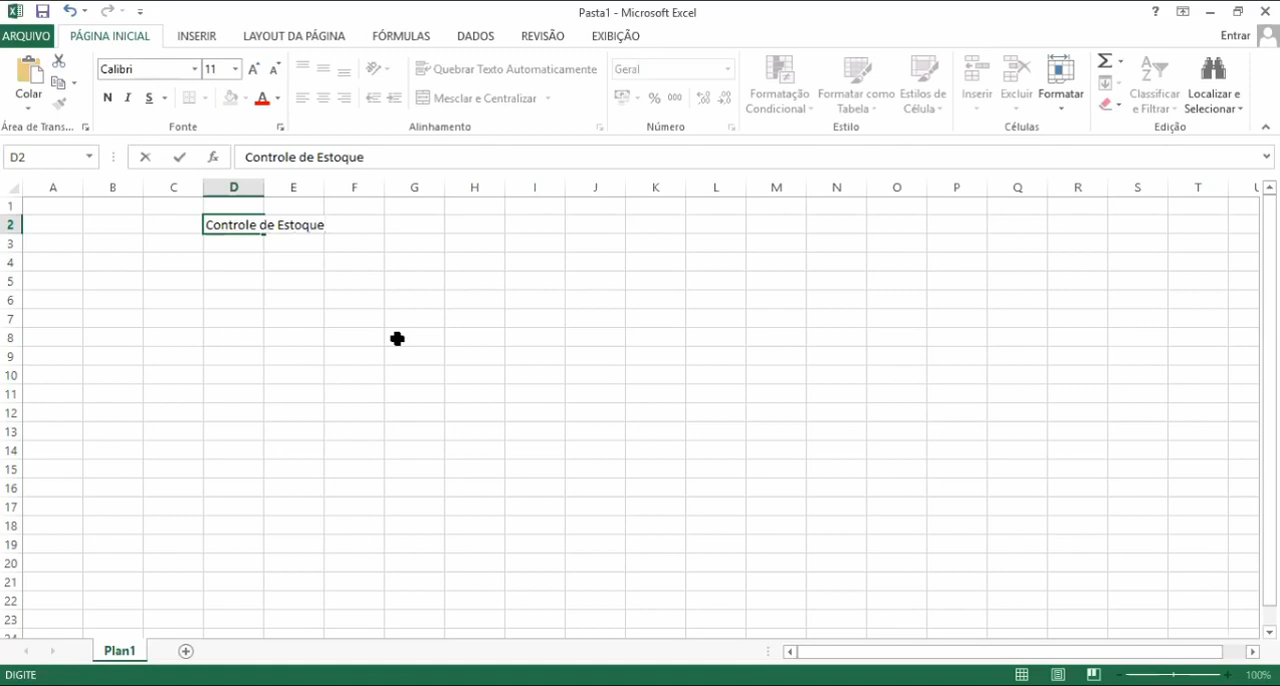 Pasta1 - Microsoft Excel
?
ARQUIVO PÁGINA INICIAL INSERIR LAYOUT DA PÁGINA FÓRMULAS DADOS REVISÃO EXIBIÇÃO Entrar
Colar
Calibri 11
N I S A
Quebrar Texto Automaticamente
Mesclar e Centralizar
Geral
% 000
Formatação Condicional
Formatar como Tabela
Estilos de Célula
Inserir Excluir Formatar
Classificar e Filtrar
Localizar e Selecionar
Área de Trans... Fonte Alinhamento Número Estilo Células Edição
D2 fx Controle de Estoque
A B C D E F G H I J K L M N O P Q R S T U
1
2 Controle de Estoque
3
4
5
6
7
8
9
10
11
12
13
14
15
16
17
18
19
20
21
22
23
24
Plan1
DIGITE 100%